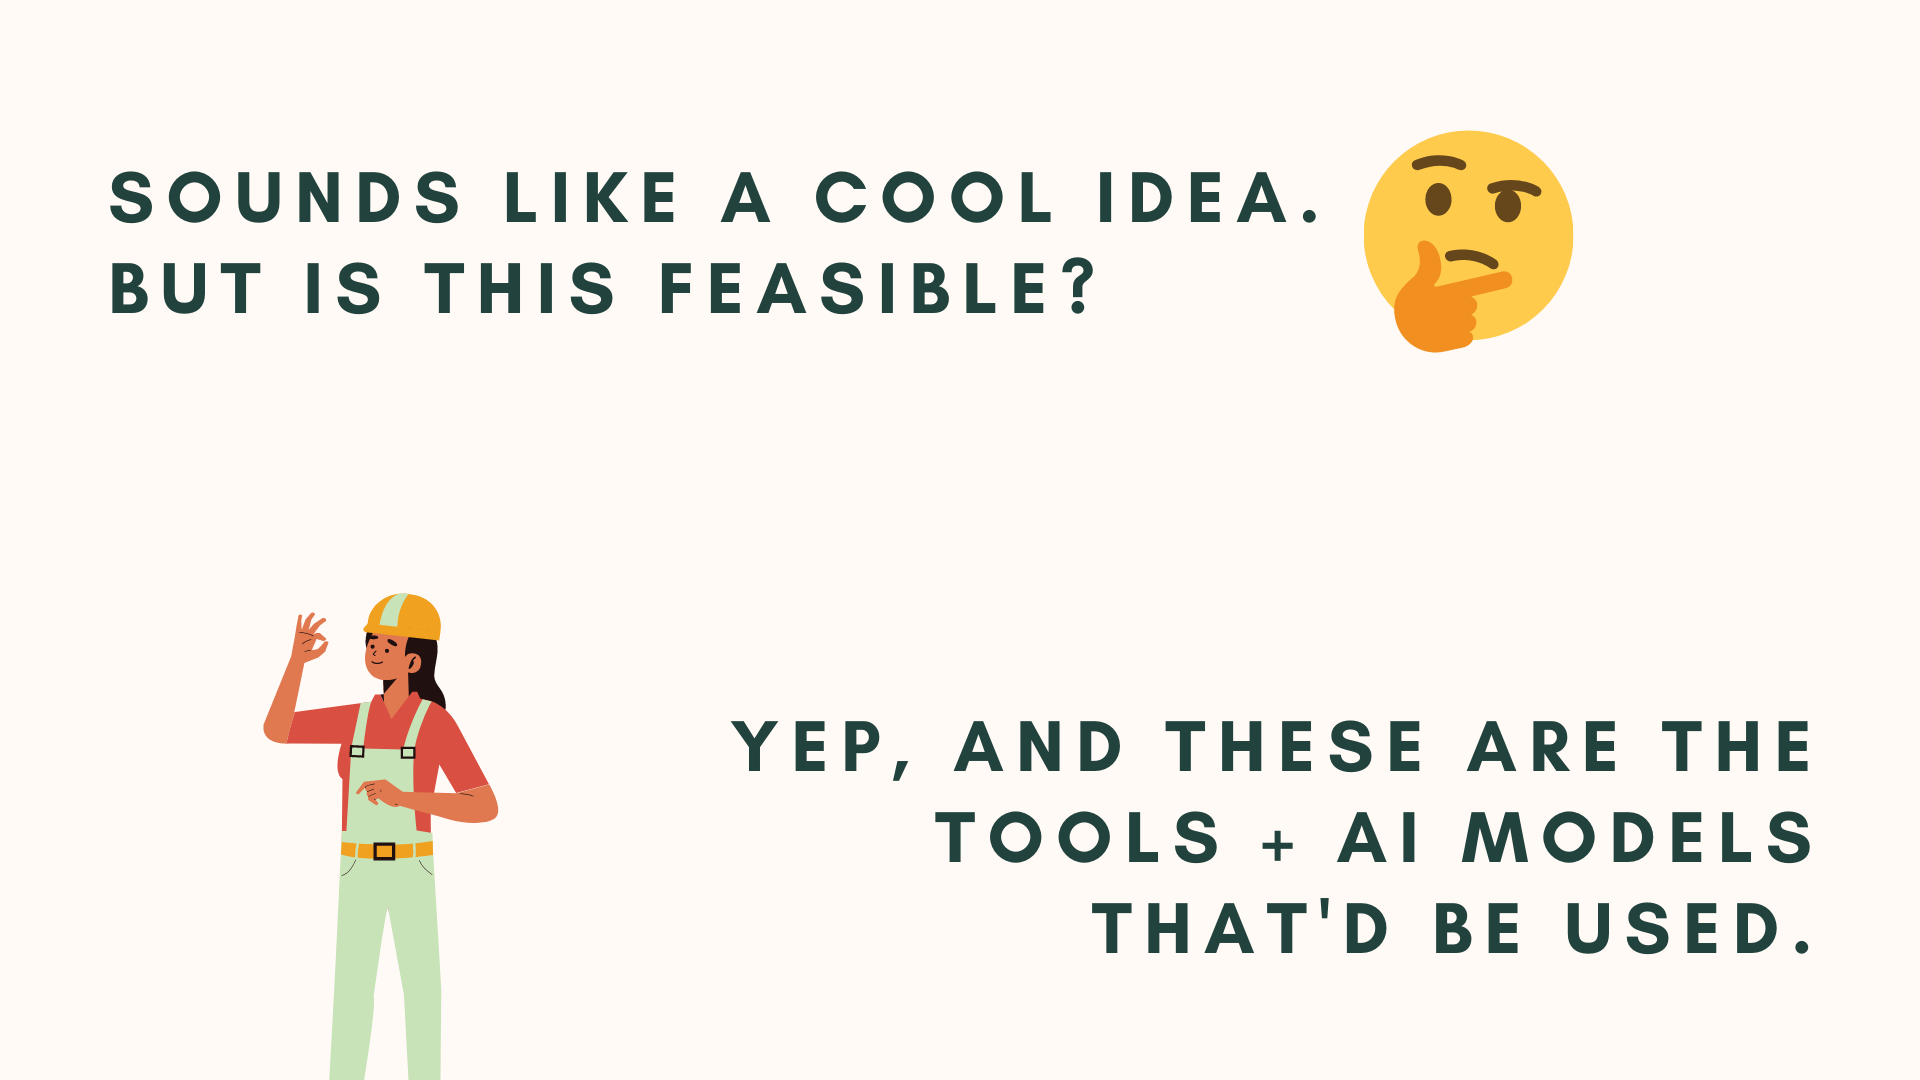 SOUNDS LIKE A COOL IDEA.
BUT IS THIS FEASIBLE?
YEP, AND THESE ARE THE
TOOLS + AI MODELS
THAT'D BE USED.